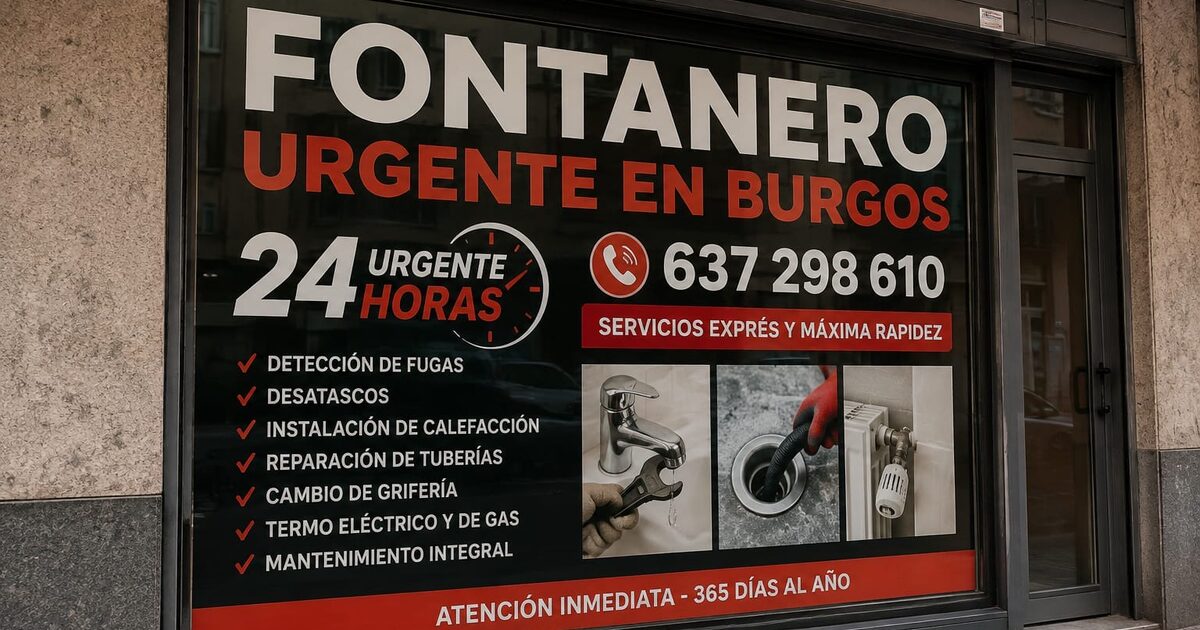 FONTANERO
URGENTE EN BURGOS
24 URGENTE HORAS
637 298 610
SERVICIOS EXPRÉS Y MÁXIMA RAPIDEZ
DETECCIÓN DE FUGAS
DESATASCOS
INSTALACIÓN DE CALEFACCIÓN
REPARACIÓN DE TUBERÍAS
CAMBIO DE GRIFERÍA
TERMO ELÉCTRICO Y DE GAS
MANTENIMIENTO INTEGRAL
ATENCIÓN INMEDIATA - 365 DÍAS AL AÑO